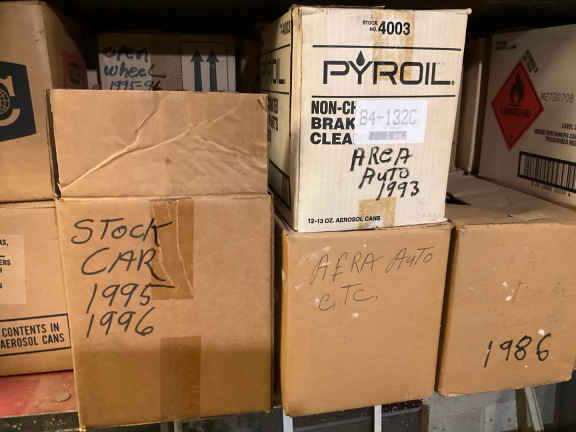 OPEN
wheel
1995-96
STOCK NO. 4003
PYROIL®
NON-CH
BRAK
CLEA
84-132C
AREA
AUTO
1993
12-13 OZ. AEROSOL CANS
STOCK
CAR
1995
1996
AERA AUTO
ETC.
1986
CONTENTS IN
AEROSOL CANS